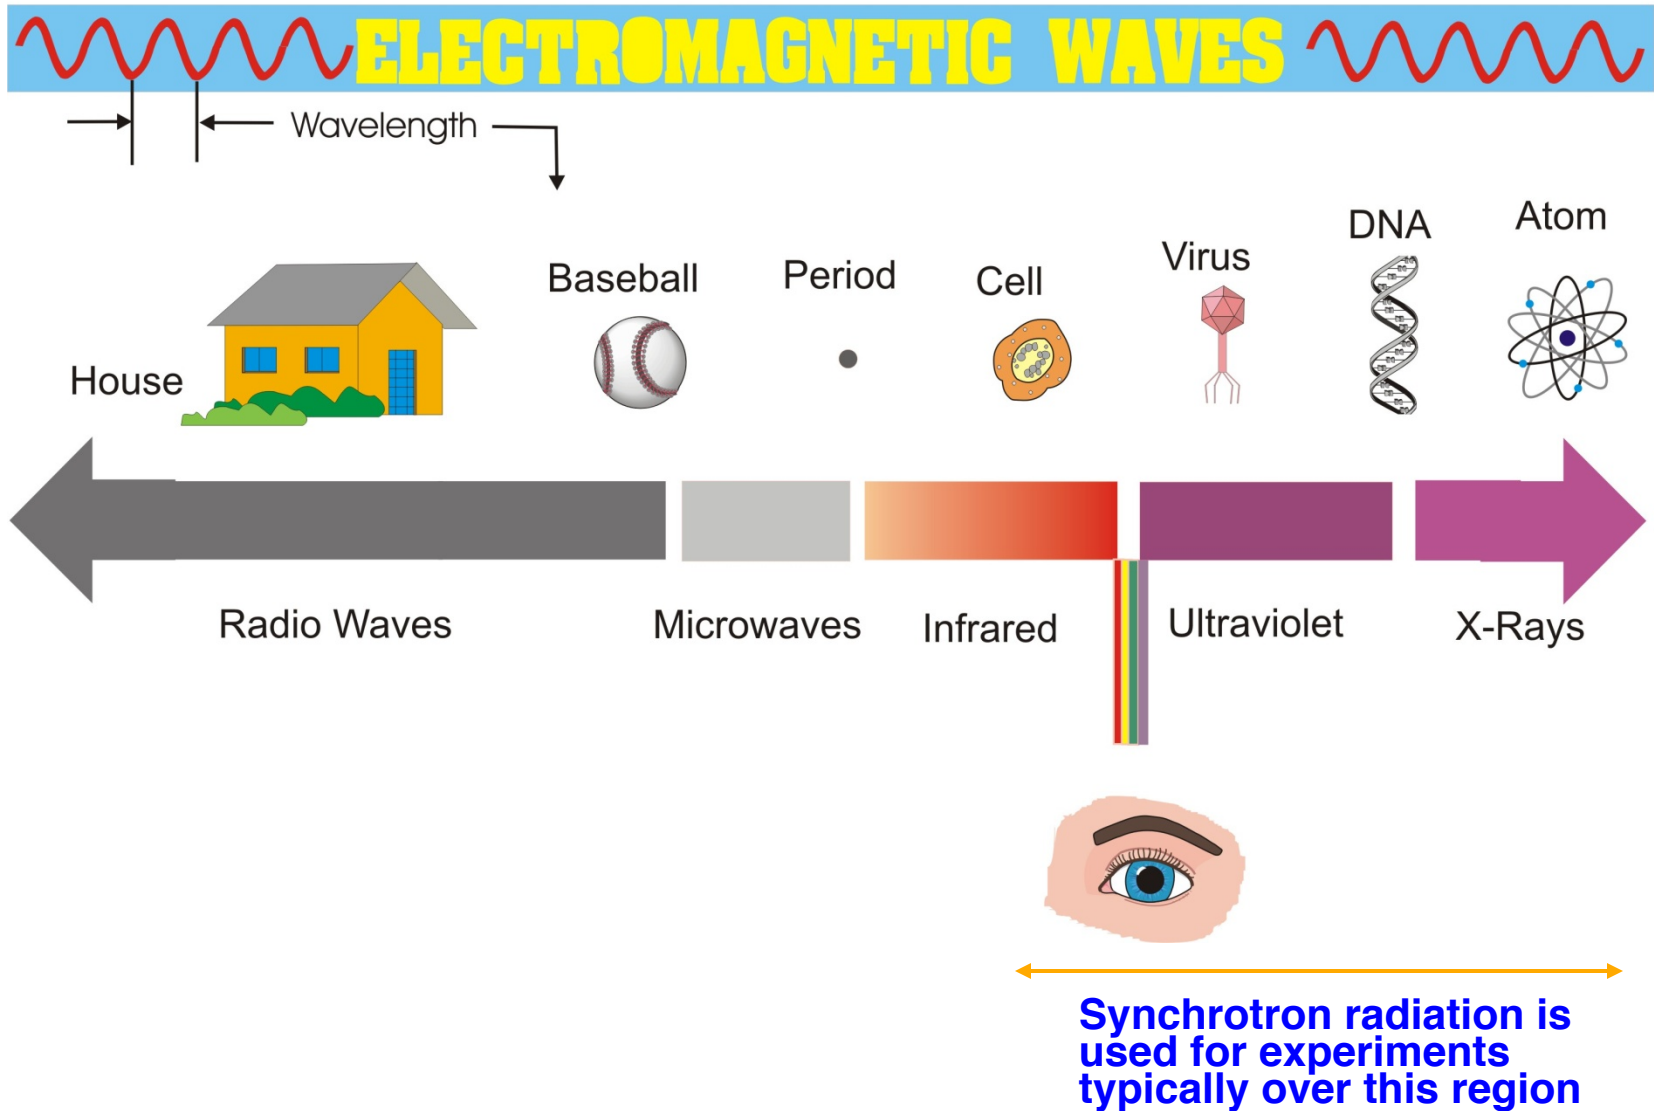 ELECTROMAGNETIC WAVES
Wavelength
House
Baseball
Period
Cell
Virus
DNA
Atom
Radio Waves
Microwaves
Infrared
Ultraviolet
X-Rays
Synchrotron radiation is
used for experiments
typically over this region